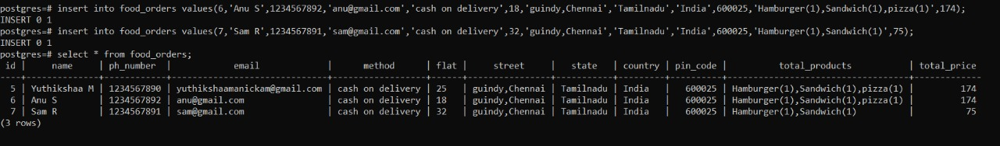 postgres=# insert into food_orders values(6,'Anu S',1234567892,'anu@gmail.com','cash on delivery',18,'guindy,Chennai','Tamilnadu','India',600025,'Hamburger(1),Sandwich(1),pizza(1)',174);
INSERT 0 1
postgres=# insert into food_orders values(7,'Sam R',1234567891,'sam@gmail.com','cash on delivery',32,'guindy,Chennai','Tamilnadu','India',600025,'Hamburger(1),Sandwich(1)',75);
INSERT 0 1
postgres=# select * from food_orders;
 id |     name     | ph_number  |            email             |      method      | flat |     street     |   state   | country | pin_code |          total_products           | total_price
----+--------------+------------+------------------------------+------------------+------+----------------+-----------+---------+----------+-----------------------------------+-------------
  5 | Yuthikshaa M | 1234567890 | yuthikshaamanickam@gmail.com | cash on delivery | 25   | guindy,Chennai | Tamilnadu | India   |   600025 | Hamburger(1),Sandwich(1),pizza(1) |         174
  6 | Anu S        | 1234567892 | anu@gmail.com                | cash on delivery | 18   | guindy,Chennai | Tamilnadu | India   |   600025 | Hamburger(1),Sandwich(1),pizza(1) |         174
  7 | Sam R        | 1234567891 | sam@gmail.com                | cash on delivery | 32   | guindy,Chennai | Tamilnadu | India   |   600025 | Hamburger(1),Sandwich(1)          |          75
(3 rows)